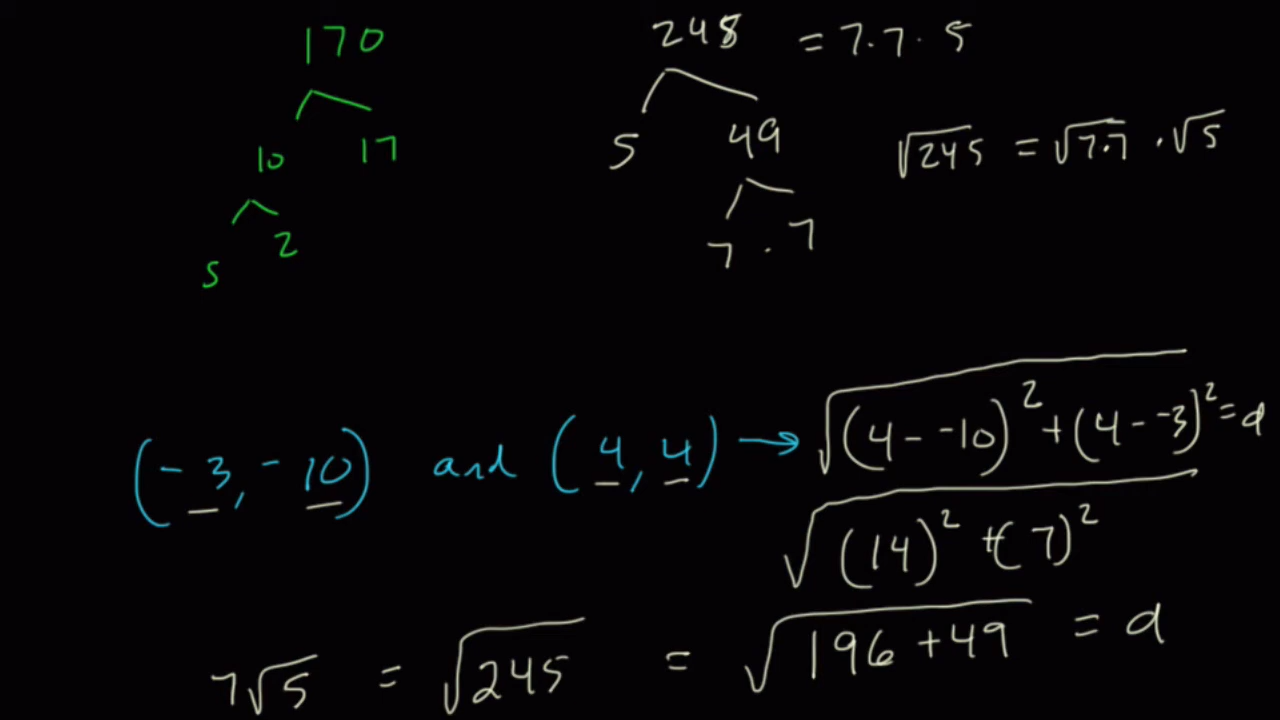 170
10 17
5 2
248 = 7·7·5
5 49
7 · 7
√245 = √7·7 · √5
(-3, -10) and (4, 4) → √(4 - -10)² + (4 - -3)² = d
√(14)² + (7)²
7√5 = √245 = √196 + 49 = d